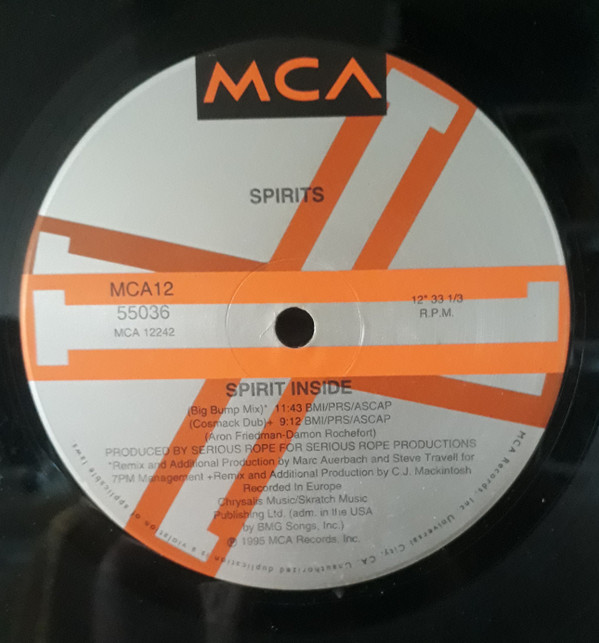 MCA
SPIRITS
MCA12
55036
MCA 12242
12" 33 1/3
R.P.M.
SPIRIT INSIDE
(Big Bump Mix)* 11:43 BMI/PRS/ASCAP
(Cosmack Dub)+ 9:12 BMI/PRS/ASCAP
(Aron Friedman-Damon Rochefort)
PRODUCED BY SERIOUS ROPE FOR SERIOUS ROPE PRODUCTIONS
*Remix and Additional Production by Marc Auerbach and Steve Travell for
7PM Management +Remix and Additional Production by C.J. Mackintosh
Recorded In Europe
Chrysalis Music/Skratch Music
Publishing Ltd. (adm. in the USA
by BMG Songs, Inc.)
℗ 1995 MCA Records, Inc.
MCA Records, Inc. Universal City, CA. Unauthorized duplication is a violation of applicable laws